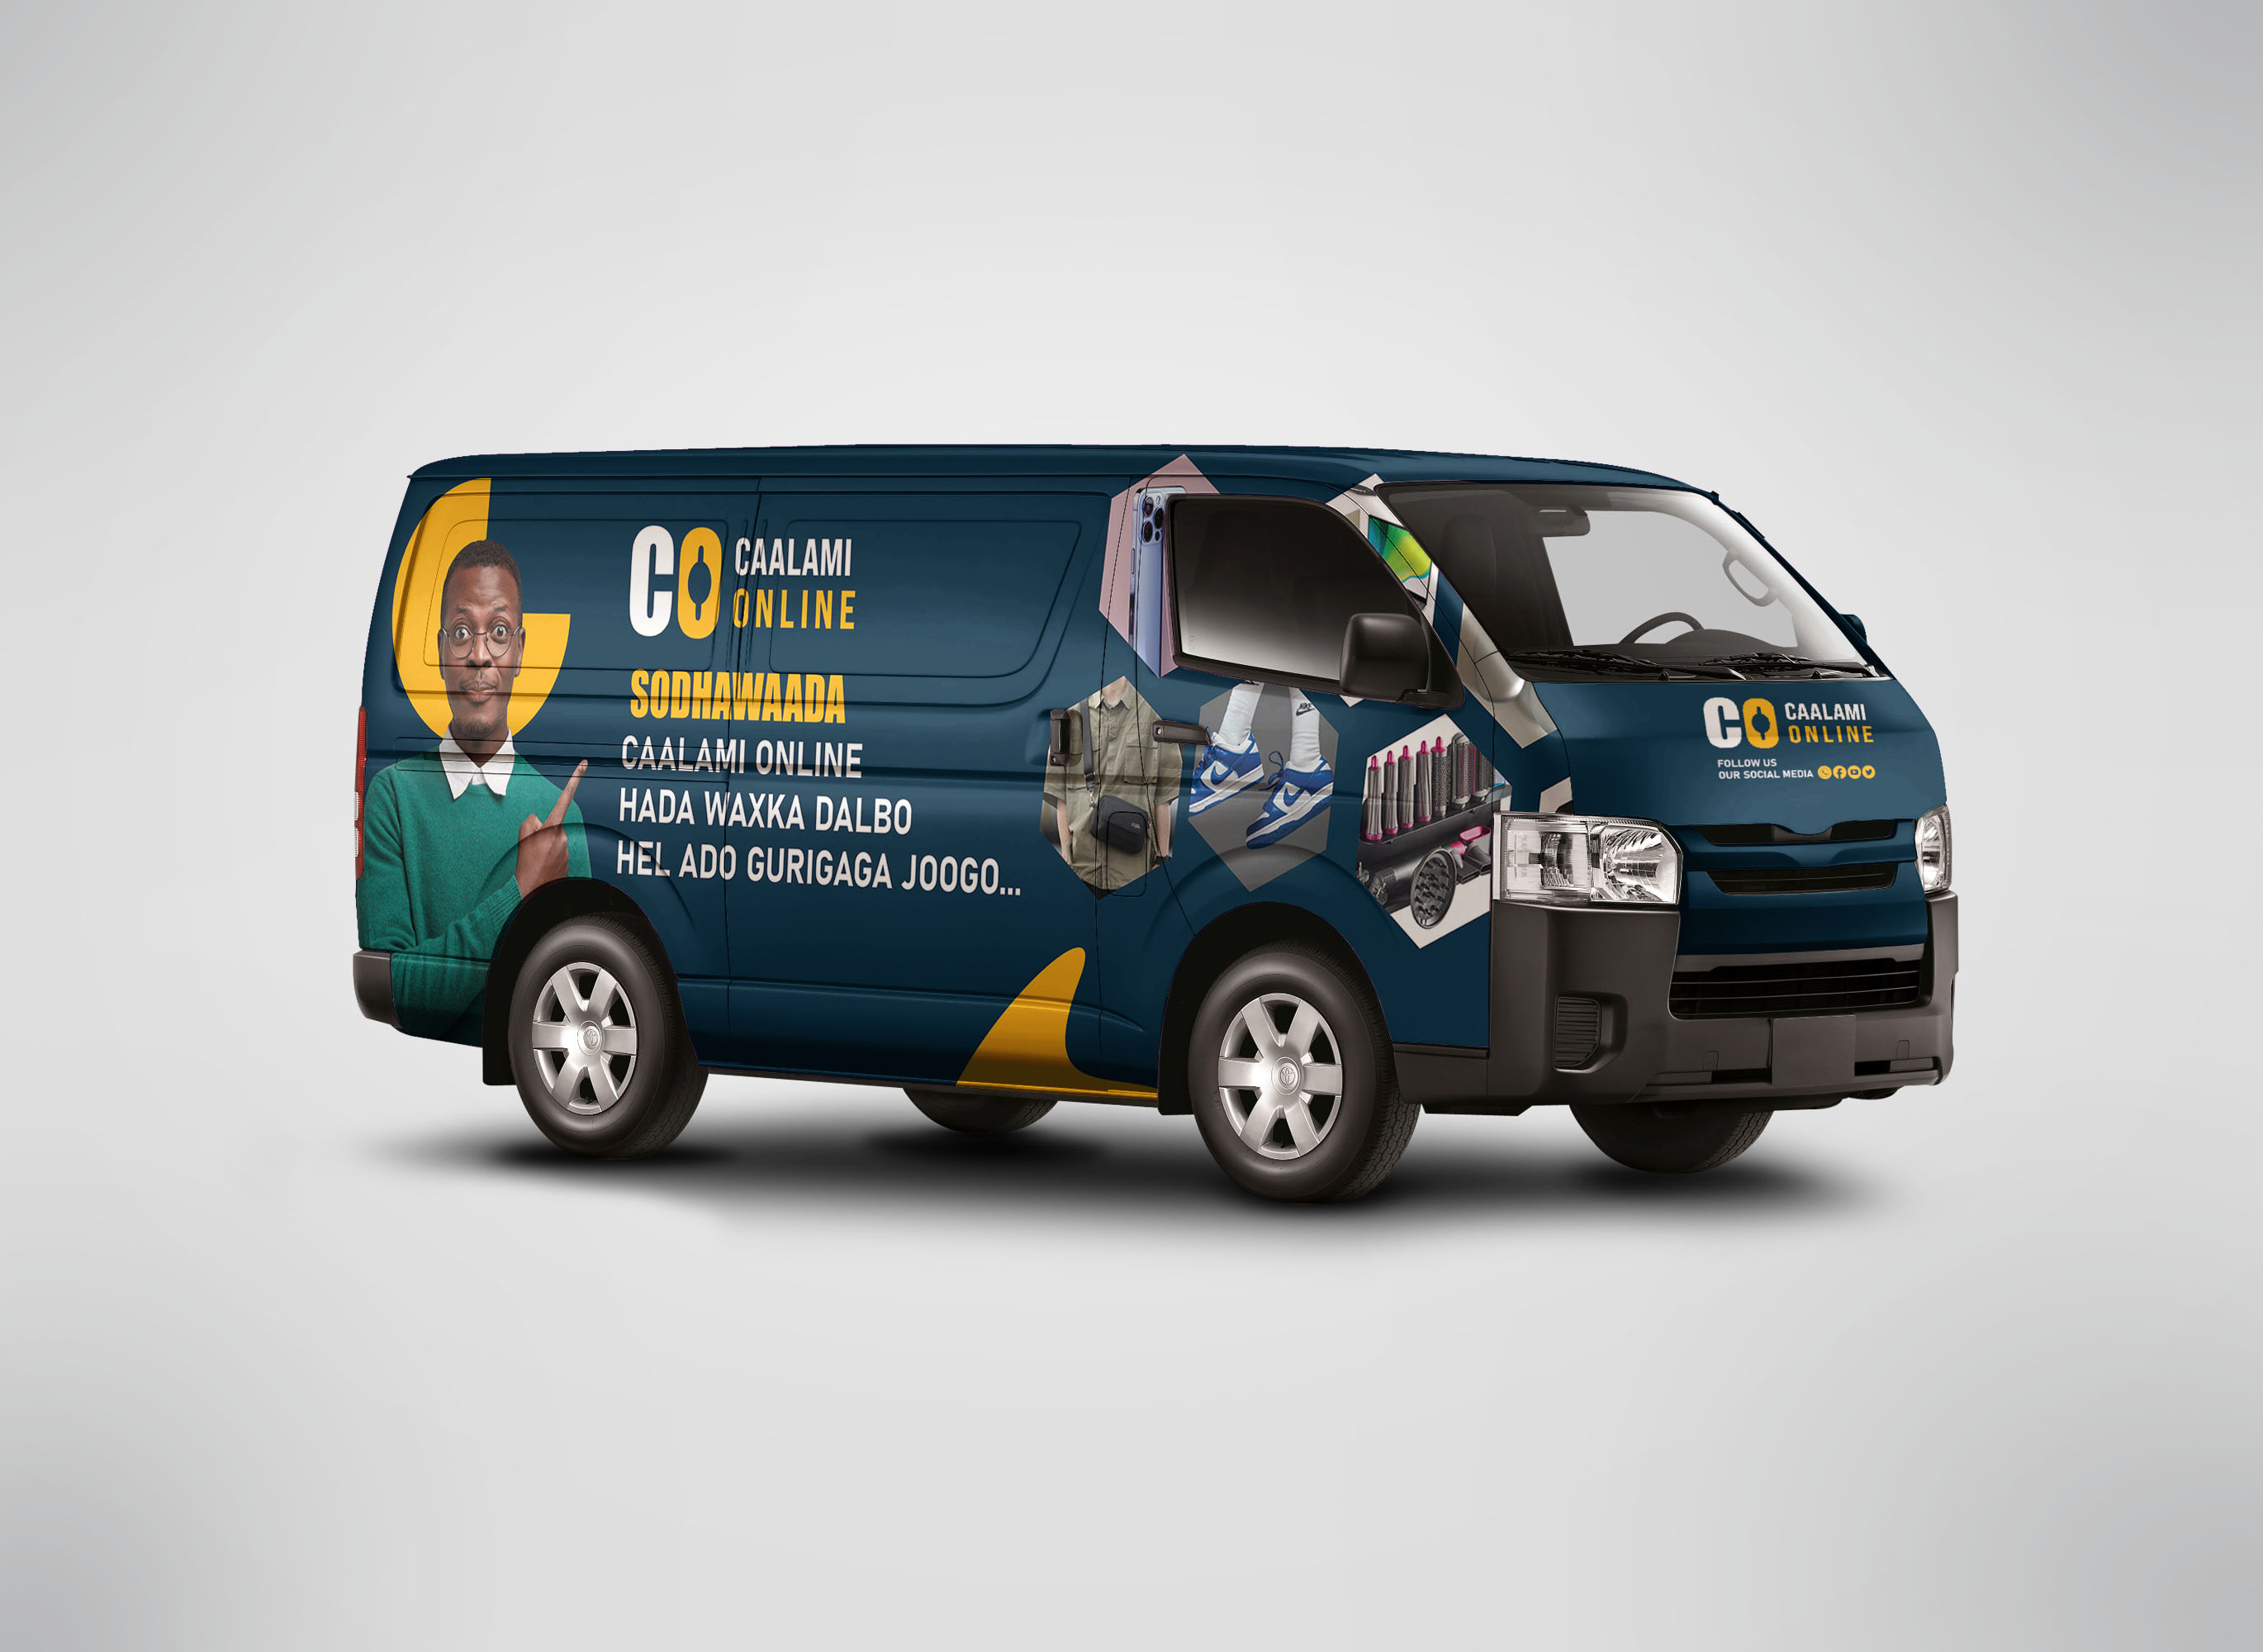 CO CAALAMI
ONLINE
SODHAWAADA
CAALAMI ONLINE
HADA WAXKA DALBO
HEL ADO GURIGAGA JOOGO...
CO CAALAMI
ONLINE
FOLLOW US
OUR SOCIAL MEDIA